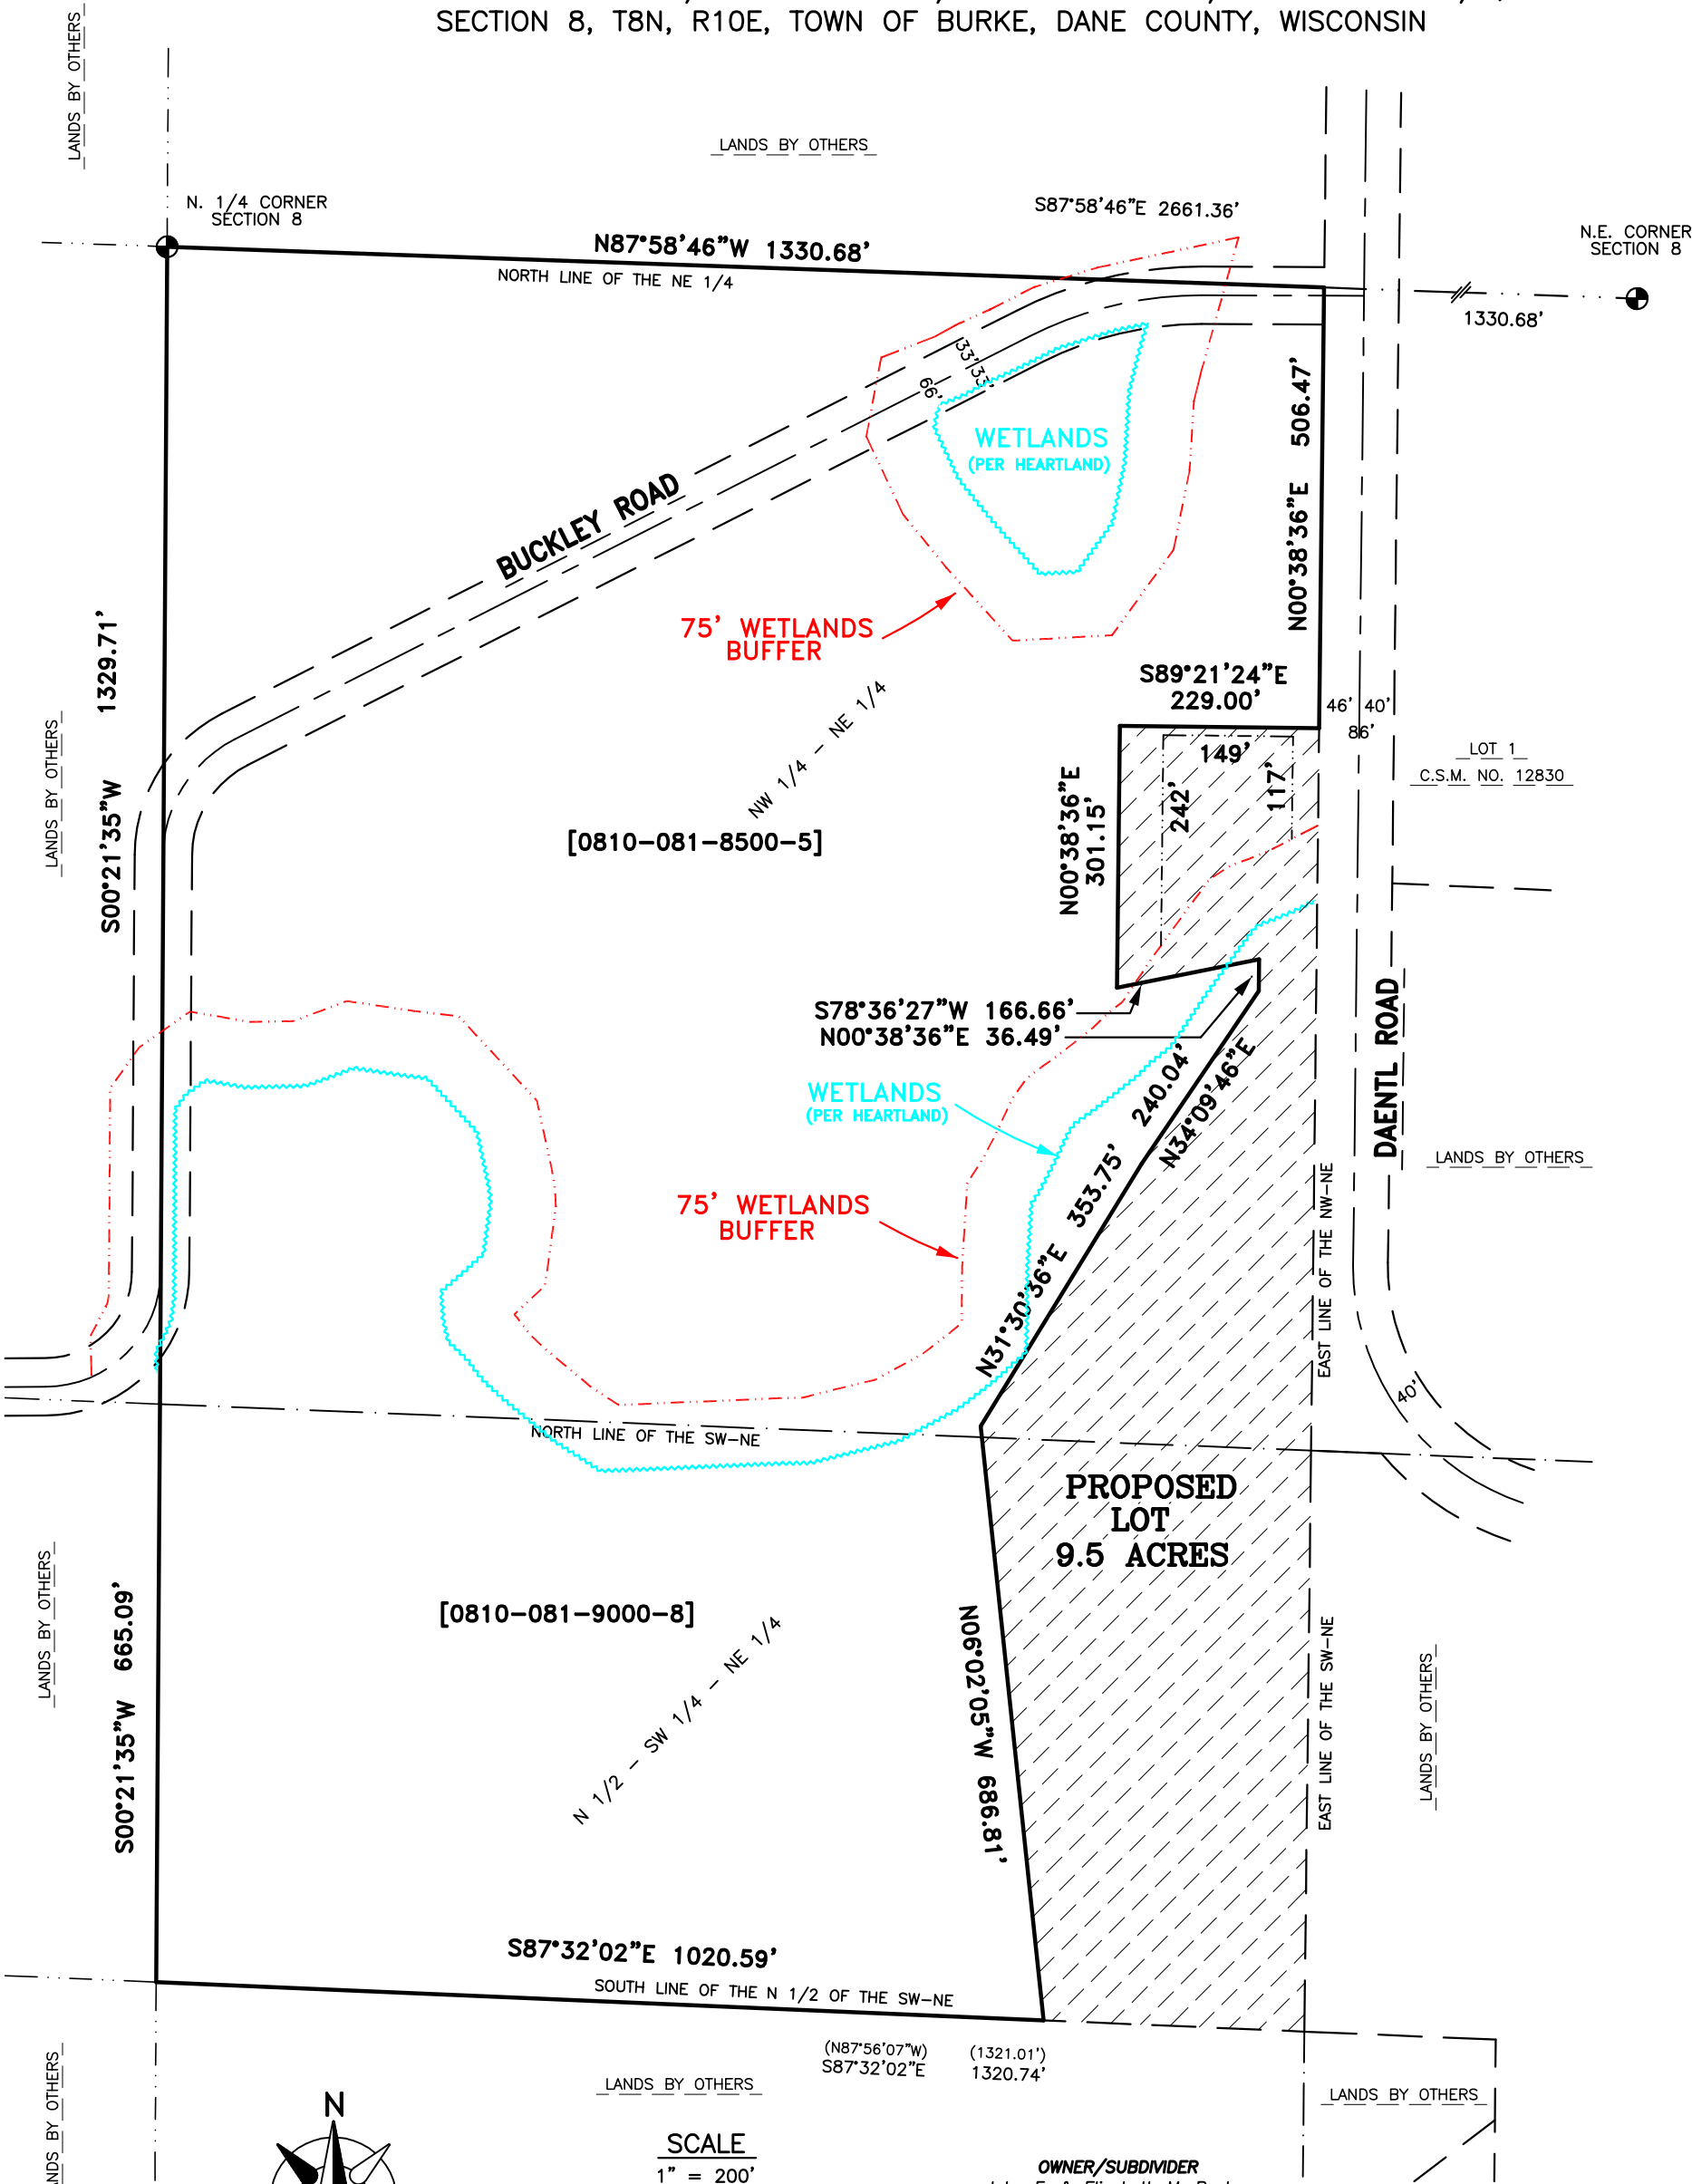 SECTION 8, T8N, R10E, TOWN OF BURKE, DANE COUNTY, WISCONSIN
LANDS BY OTHERS
LANDS BY OTHERS
N. 1/4 CORNER
SECTION 8
S87°58'46"E 2661.36'
N.E. CORNER
SECTION 8
N87°58'46"W 1330.68'
NORTH LINE OF THE NE 1/4
1330.68'
33'
33'
66'
WETLANDS
(PER HEARTLAND)
N00°38'36"E 506.47'
BUCKLEY ROAD
75' WETLANDS
BUFFER
S00°21'35"W 1329.71'
LANDS BY OTHERS
S89°21'24"E
229.00'
46' 40'
86'
NW 1/4 - NE 1/4
LOT 1
C.S.M. NO. 12830
149'
117'
242'
N00°38'36"E
301.15'
[0810-081-8500-5]
S78°36'27"W 166.66'
N00°38'36"E 36.49'
DAENTL ROAD
WETLANDS
(PER HEARTLAND)
240.04'
N34°09'46"E
LANDS BY OTHERS
75' WETLANDS
BUFFER
N31°30'36"E 353.75'
EAST LINE OF THE NW-NE
40'
NORTH LINE OF THE SW-NE
PROPOSED
LOT
9.5 ACRES
LANDS BY OTHERS
S00°21'35"W 665.09'
[0810-081-9000-8]
N 1/2 - SW 1/4 - NE 1/4
N06°02'05"W 686.81'
EAST LINE OF THE SW-NE
LANDS BY OTHERS
S87°32'02"E 1020.59'
SOUTH LINE OF THE N 1/2 OF THE SW-NE
(N87°56'07"W) (1321.01')
S87°32'02"E 1320.74'
LANDS BY OTHERS
LANDS BY OTHERS
BY OTHERS
N
SCALE
1" = 200'
OWNER/SUBDIVIDER